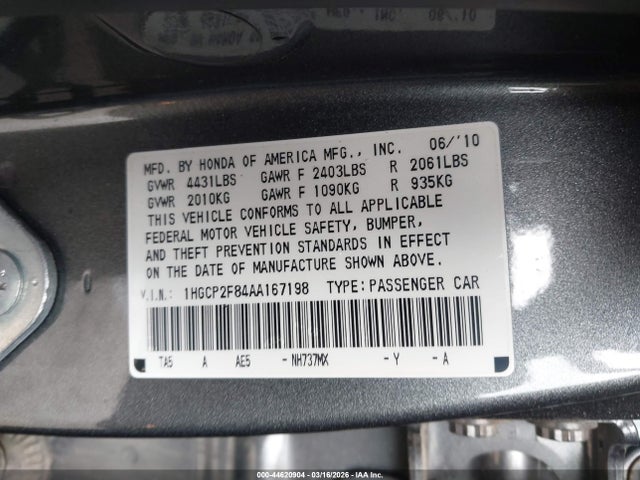 MFD. BY HONDA OF AMERICA MFG., INC. 06/'10
GVWR 4431LBS GAWR F 2403LBS R 2061LBS
GVWR 2010KG GAWR F 1090KG R 935KG
THIS VEHICLE CONFORMS TO ALL APPLICABLE
FEDERAL MOTOR VEHICLE SAFETY, BUMPER,
AND THEFT PREVENTION STANDARDS IN EFFECT
ON THE DATE OF MANUFACTURE SHOWN ABOVE.
V.I.N.: 1HGCP2F84AA167198 TYPE:PASSENGER CAR
TA5 A AE5 -NH737MX -Y -A
000-44620904 - 03/16/2026 - IAA Inc.